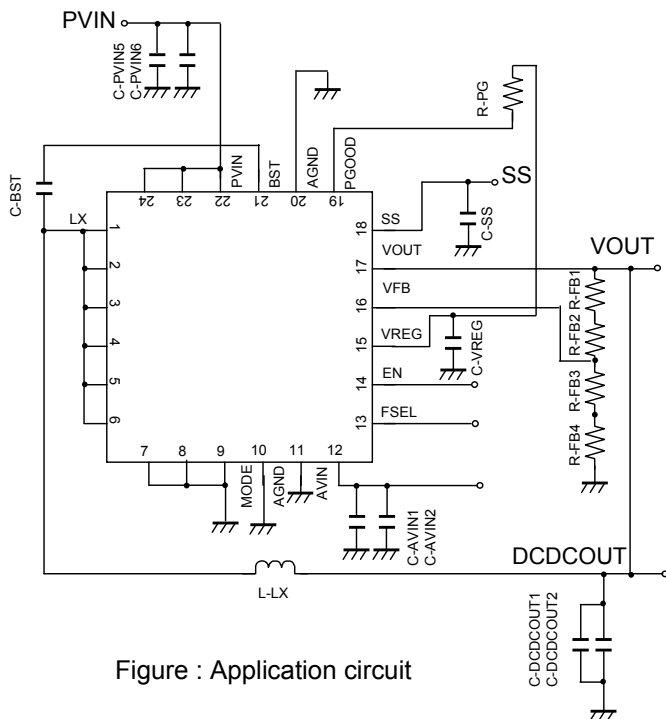 PVIN
C-PVIN5
C-PVIN6
R-PG
C-BST
PVIN
BST
AGND
PGOOD
24
23
22
21
20
19
LX
1
2
3
4
5
6
SS
18
SS
C-SS
VOUT
17
VOUT
VFB
16
R-FB1
R-FB2
R-FB3
R-FB4
VREG
15
C-VREG
EN
14
FSEL
13
7
8
9
10
11
12
MODE
AGND
AVIN
C-AVIN1
C-AVIN2
DCDCOUT
L-LX
C-DCDCOUT1
C-DCDCOUT2
Figure : Application circuit